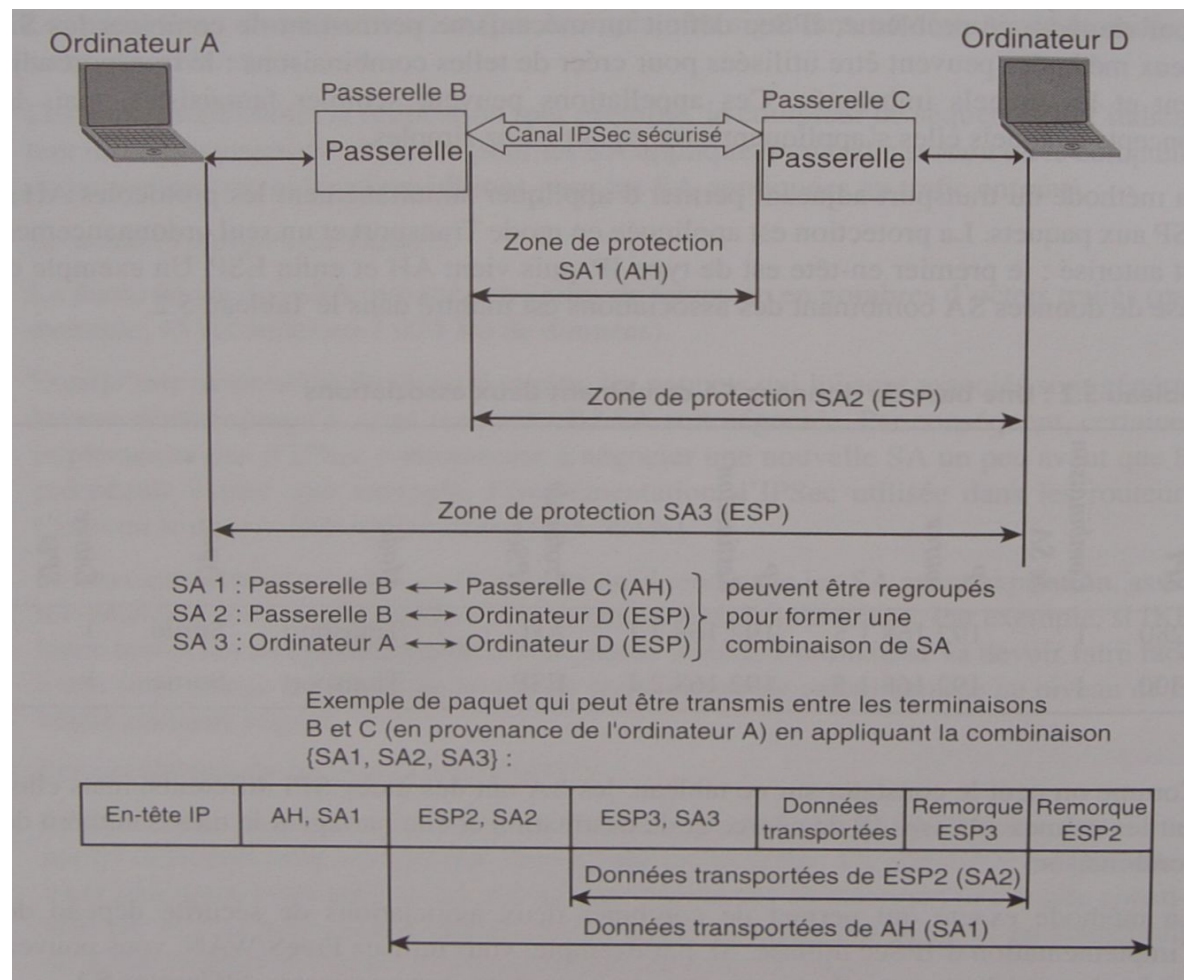 Ordinateur A
Ordinateur D
Passerelle B
Passerelle C
Canal IPSec sécurisé
Passerelle
Passerelle
Zone de protection
SA1 (AH)
Zone de protection SA2 (ESP)
Zone de protection SA3 (ESP)
SA 1 : Passerelle B ↔ Passerelle C (AH)
SA 2 : Passerelle B ↔ Ordinateur D (ESP)
SA 3 : Ordinateur A ↔ Ordinateur D (ESP)
peuvent être regroupés
pour former une
combinaison de SA
Exemple de paquet qui peut être transmis entre les terminaisons
B et C (en provenance de l'ordinateur A) en appliquant la combinaison
{SA1, SA2, SA3} :
En-tête IP
AH, SA1
ESP2, SA2
ESP3, SA3
Données
transportées
Remorque
ESP3
Remorque
ESP2
Données transportées de ESP2 (SA2)
Données transportées de AH (SA1)